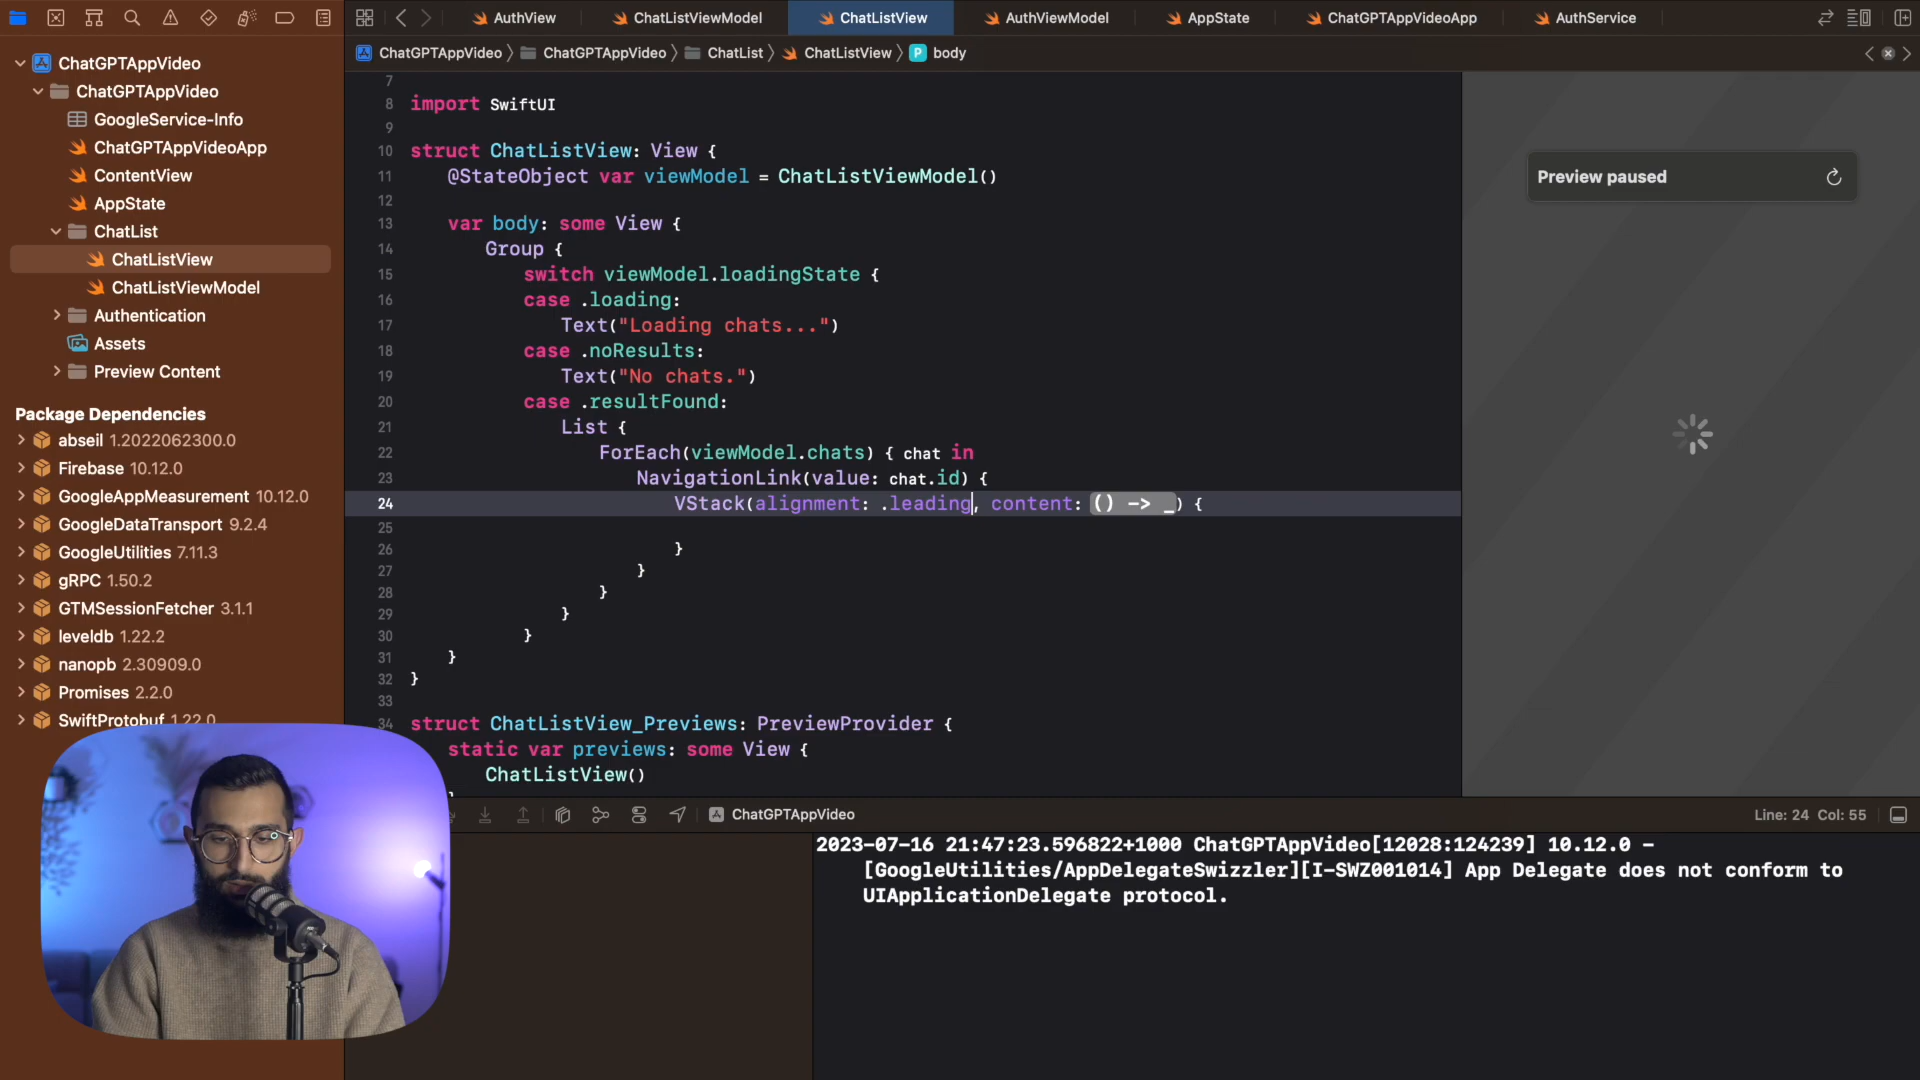 AuthView
ChatListViewModel
ChatListView
AuthViewModel
AppState
ChatGPTAppVideoApp
AuthService
ChatGPTAppVideo
ChatGPTAppVideo
ChatList
ChatListView
P body
ChatGPTAppVideo
ChatGPTAppVideo
GoogleService-Info
ChatGPTAppVideoApp
ContentView
AppState
ChatList
ChatListView
ChatListViewModel
Authentication
Assets
Preview Content
Package Dependencies
abseil 1.2022062300.0
Firebase 10.12.0
GoogleAppMeasurement 10.12.0
GoogleDataTransport 9.2.4
GoogleUtilities 7.11.3
gRPC 1.50.2
GTMSessionFetcher 3.1.1
leveldb 1.22.2
nanopb 2.30909.0
Promises 2.2.0
SwiftProtobuf 1.22.0
7
8 import SwiftUI
9
10 struct ChatListView: View {
11 @StateObject var viewModel = ChatListViewModel()
12
13 var body: some View {
14 Group {
15 switch viewModel.loadingState {
16 case .loading:
17 Text("Loading chats...")
18 case .noResults:
19 Text("No chats.")
20 case .resultFound:
21 List {
22 ForEach(viewModel.chats) { chat in
23 NavigationLink(value: chat.id) {
24 VStack(alignment: .leading, content: () -> _) {
25
26 }
27 }
28 }
29 }
30 }
31 }
32 }
33
34 struct ChatListView_Previews: PreviewProvider {
static var previews: some View {
ChatListView()
Preview paused
ChatGPTAppVideo
Line: 24 Col: 55
2023-07-16 21:47:23.596822+1000 ChatGPTAppVideo[12028:124239] 10.12.0 -
[GoogleUtilities/AppDelegateSwizzler][I-SWZ001014] App Delegate does not conform to
UIApplicationDelegate protocol.